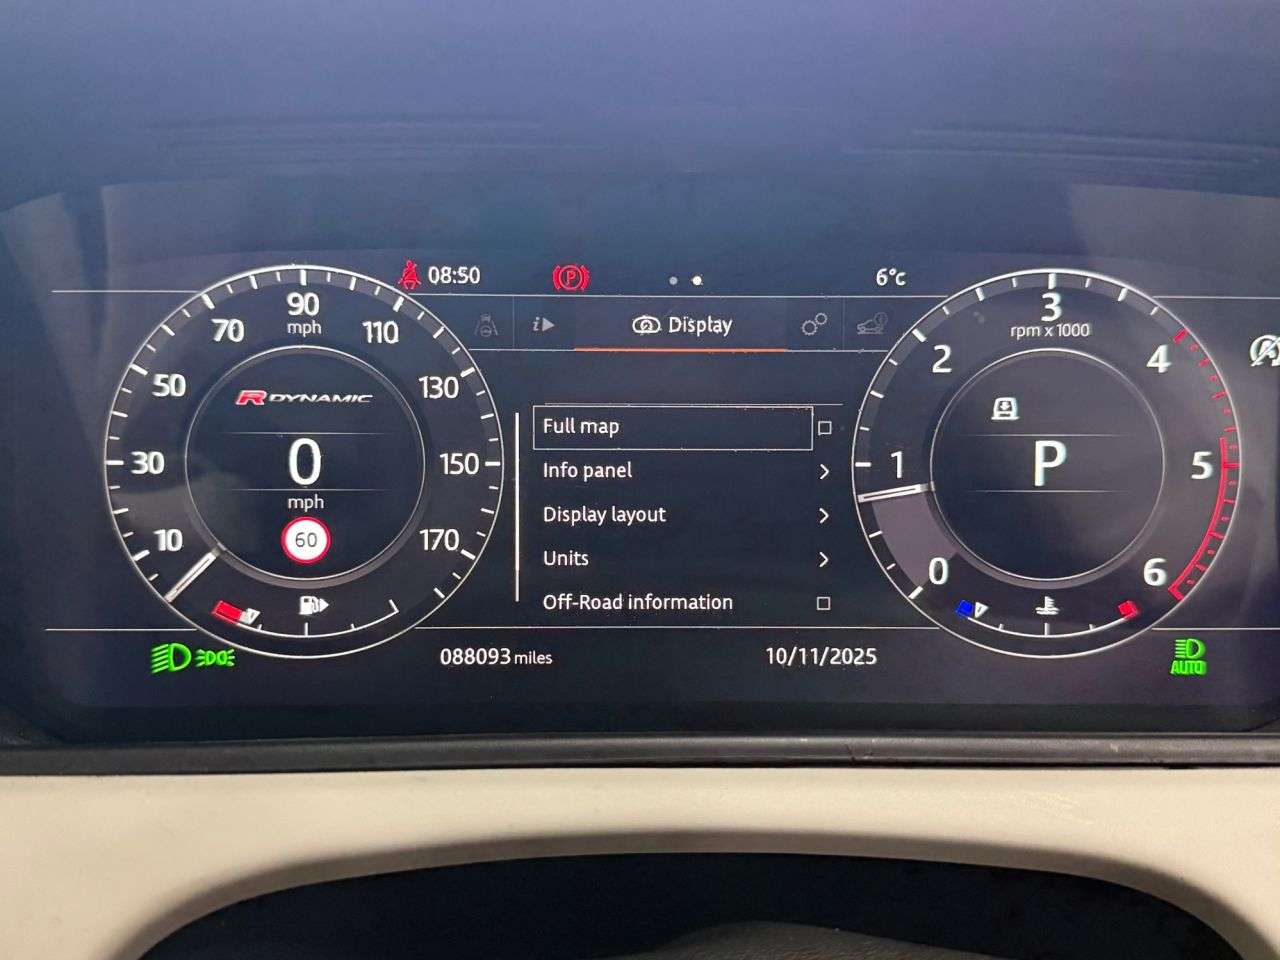 08:50
P
6°c
i
Display
90
mph
70
110
50
130
30
150
10
170
R DYNAMIC
0
mph
60
Full map
Info panel
Display layout
Units
Off-Road information
3
rpm x 1000
2
4
1
5
0
6
P
088093 miles
10/11/2025
AUTO